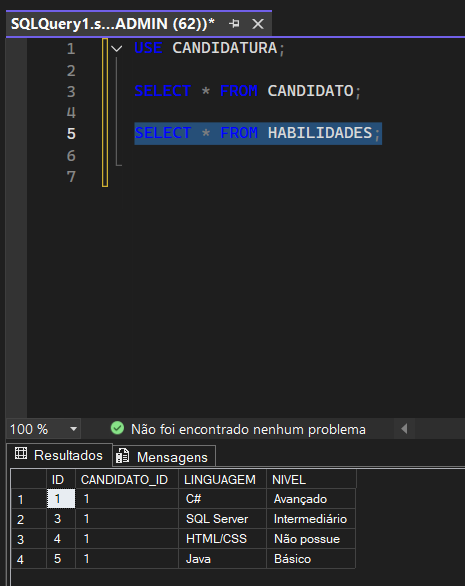 SQLQuery1.s...ADMIN (62))*
1 USE CANDIDATURA;
2
3 SELECT * FROM CANDIDATO;
4
5 SELECT * FROM HABILIDADES;
6
7
100 % Não foi encontrado nenhum problema
Resultados Mensagens
ID CANDIDATO_ID LINGUAGEM NIVEL
1 1 1 C# Avançado
2 3 1 SQL Server Intermediário
3 4 1 HTML/CSS Não possue
4 5 1 Java Básico